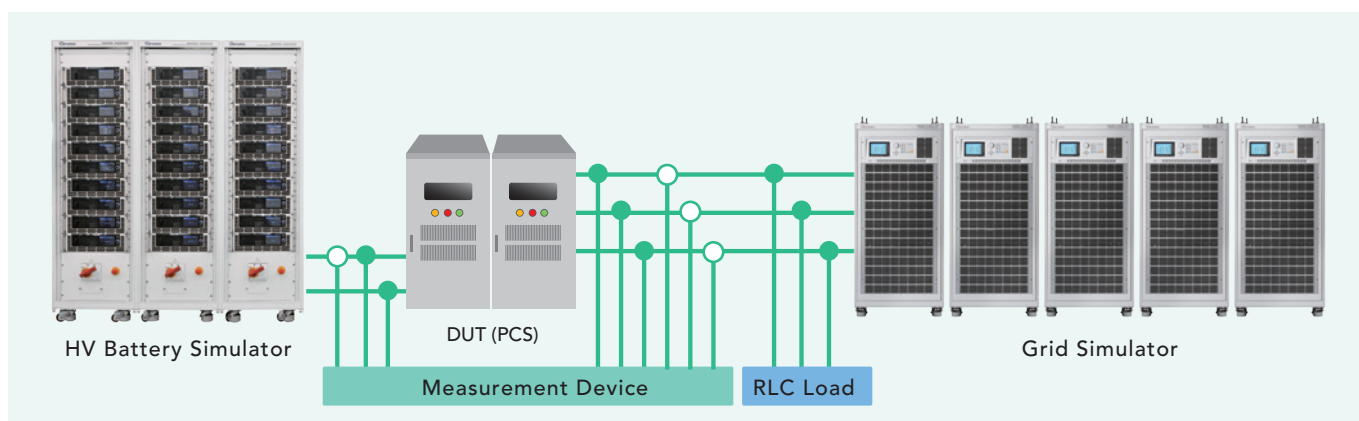 HV Battery Simulator
DUT (PCS)
Grid Simulator
Measurement Device
RLC Load